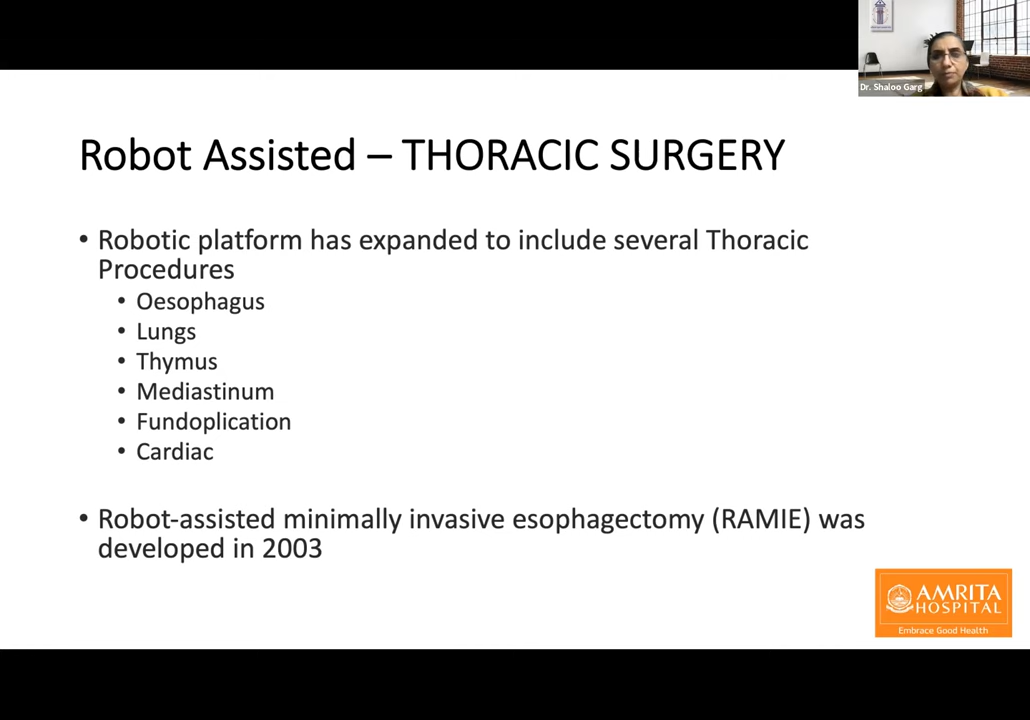 Dr. Shaloo Garg
Robot Assisted – THORACIC SURGERY
• Robotic platform has expanded to include several Thoracic
Procedures
• Oesophagus
• Lungs
• Thymus
• Mediastinum
• Fundoplication
• Cardiac
• Robot-assisted minimally invasive esophagectomy (RAMIE) was
developed in 2003
AMRITA
HOSPITAL
Embrace Good Health